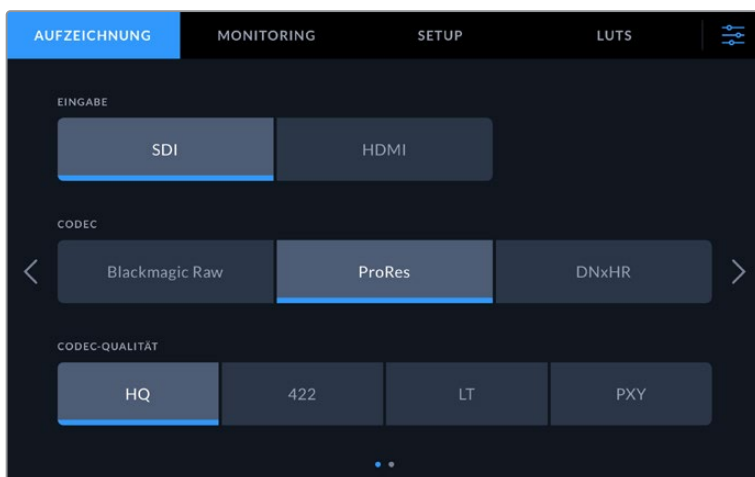 AUFZEICHNUNG MONITORING SETUP LUTS
EINGABE
SDI HDMI
CODEC
Blackmagic Raw ProRes DNxHR
CODEC-QUALITÄT
HQ 422 LT PXY